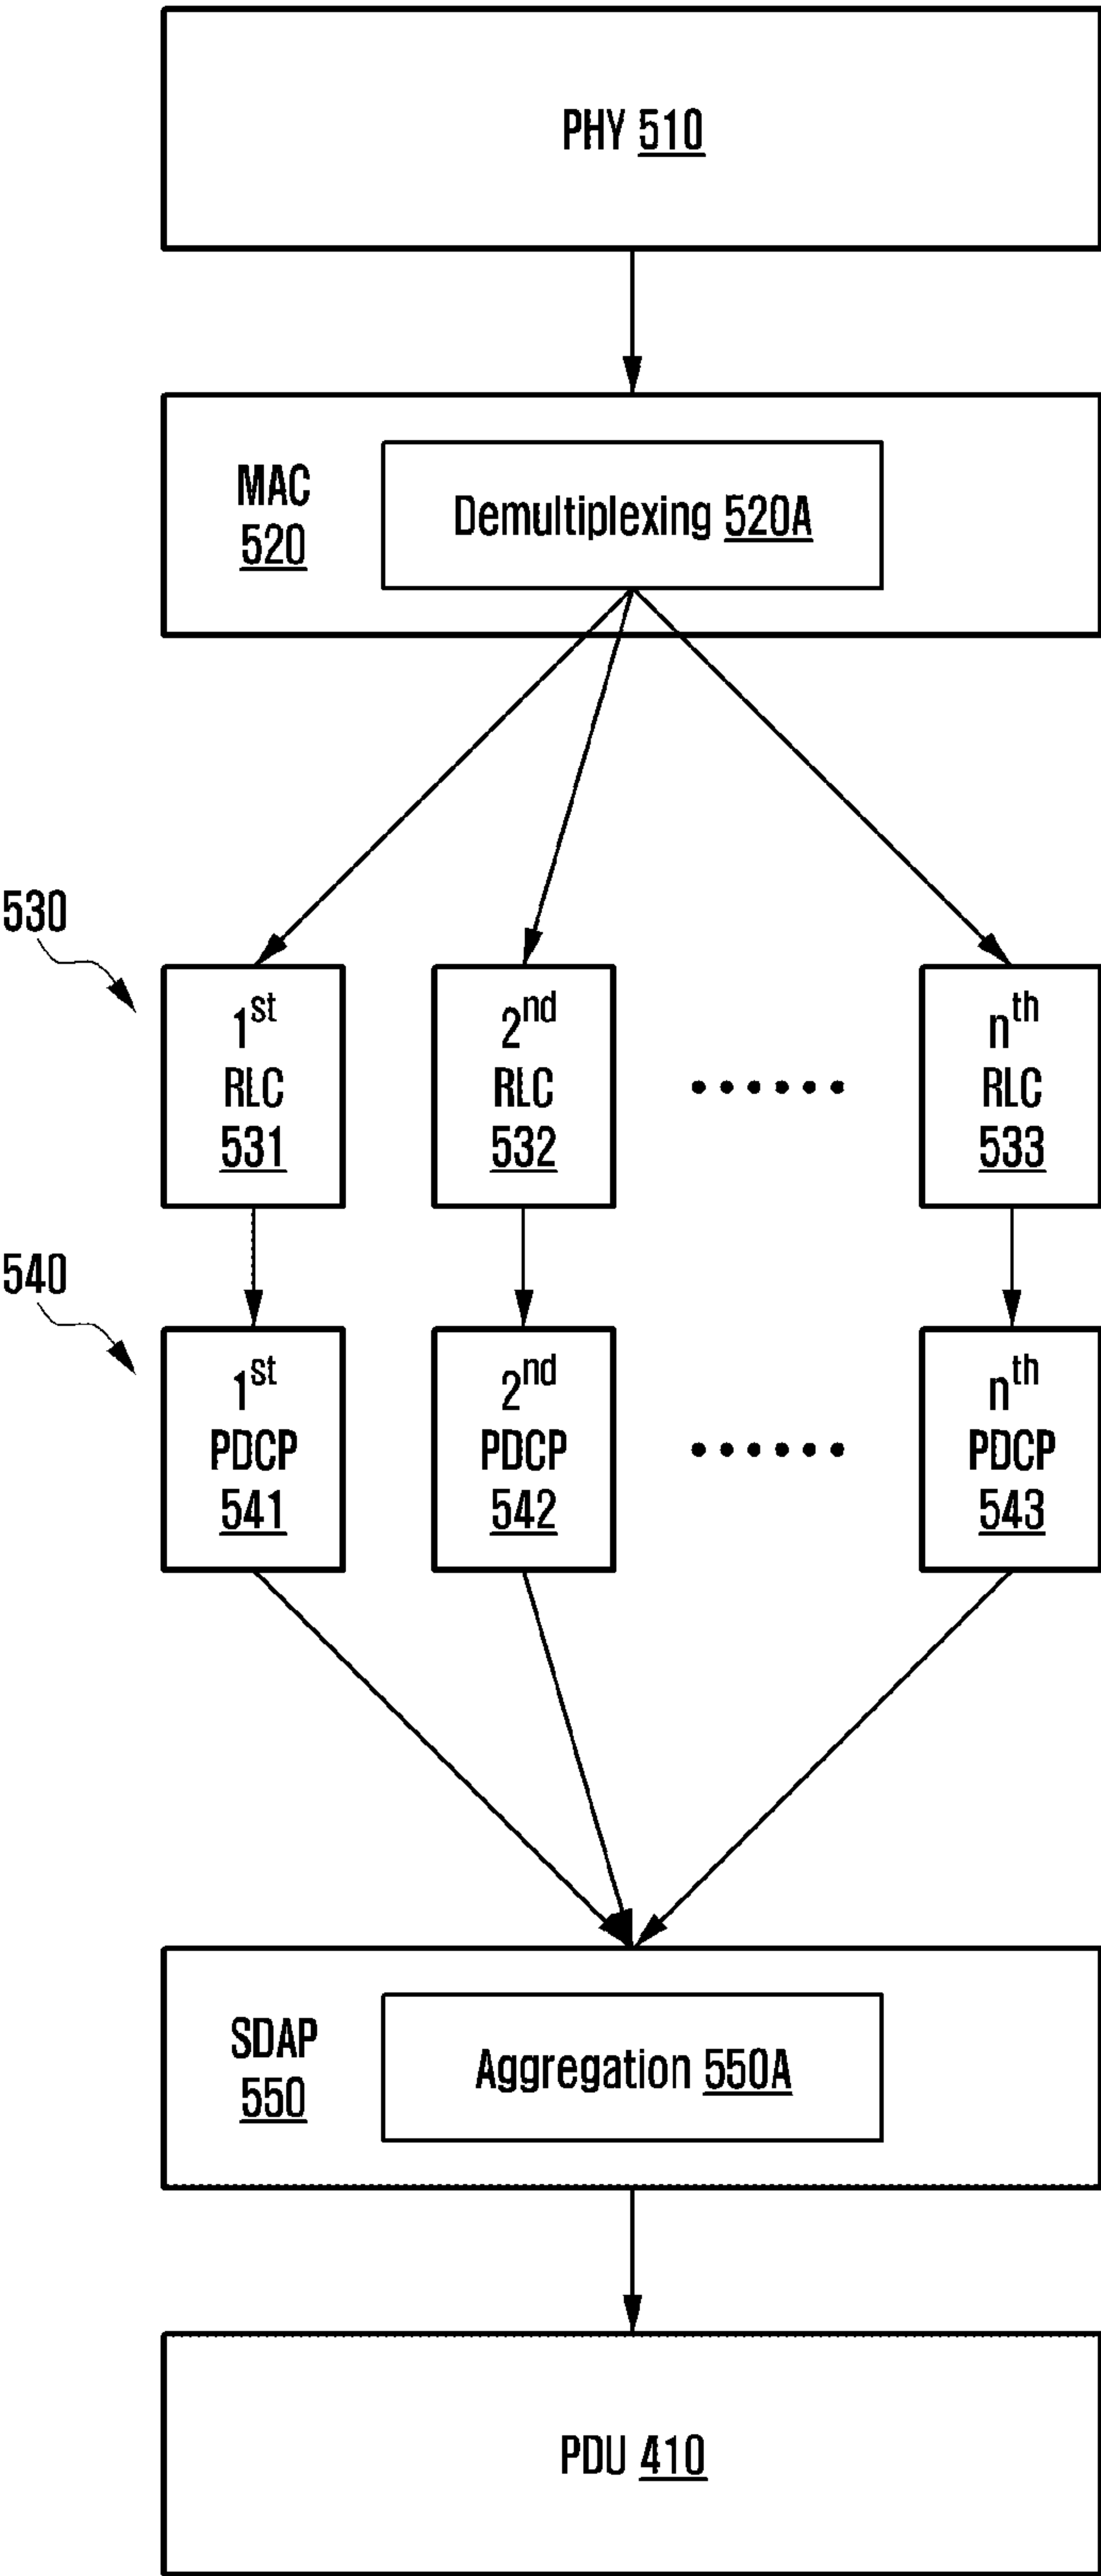 PHY 510
MAC
520
Demultiplexing 520A
530
1st
RLC
531
2nd
RLC
532
nth
RLC
533
540
1st
PDCP
541
2nd
PDCP
542
nth
PDCP
543
SDAP
550
Aggregation 550A
PDU 410